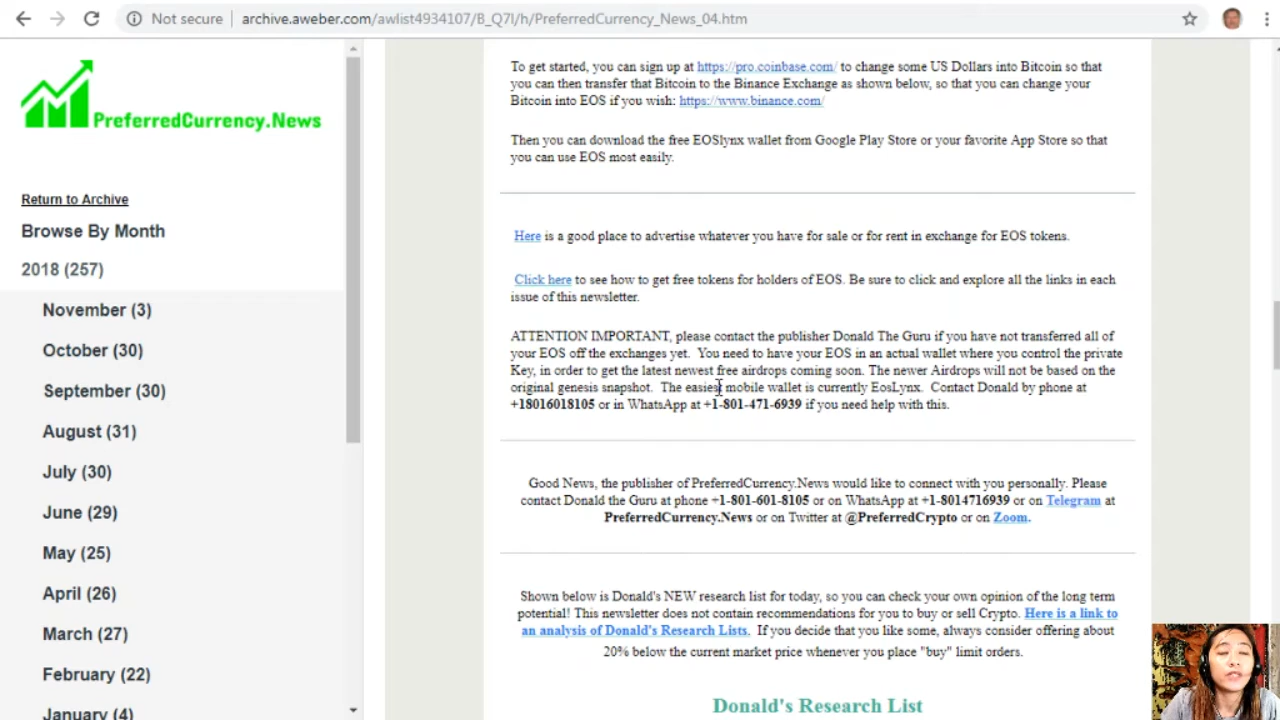 Not secure
archive.aweber.com/awlist4934107/B_Q7I/h/PreferredCurrency_News_04.htm
PreferredCurrency.News
Return to Archive
Browse By Month
2018 (257)
November (3)
October (30)
September (30)
August (31)
July (30)
June (29)
May (25)
April (26)
March (27)
February (22)
January (4)
To get started, you can sign up at https://pro.coinbase.com/ to change some US Dollars into Bitcoin so that
you can then transfer that Bitcoin to the Binance Exchange as shown below, so that you can change your
Bitcoin into EOS if you wish: https://www.binance.com/
Then you can download the free EOSlynx wallet from Google Play Store or your favorite App Store so that
you can use EOS most easily.
Here is a good place to advertise whatever you have for sale or for rent in exchange for EOS tokens.
Click here to see how to get free tokens for holders of EOS. Be sure to click and explore all the links in each
issue of this newsletter.
ATTENTION IMPORTANT, please contact the publisher Donald The Guru if you have not transferred all of
your EOS off the exchanges yet. You need to have your EOS in an actual wallet where you control the private
Key, in order to get the latest newest free airdrops coming soon. The newer Airdrops will not be based on the
original genesis snapshot. The easiest mobile wallet is currently EosLynx. Contact Donald by phone at
+18016018105 or in WhatsApp at +1-801-471-6939 if you need help with this.
Good News, the publisher of PreferredCurrency.News would like to connect with you personally. Please
contact Donald the Guru at phone +1-801-601-8105 or on WhatsApp at +1-8014716939 or on Telegram at
PreferredCurrency.News or on Twitter at @PreferredCrypto or on Zoom.
Shown below is Donald's NEW research list for today, so you can check your own opinion of the long term
potential! This newsletter does not contain recommendations for you to buy or sell Crypto. Here is a link to
an analysis of Donald's Research Lists. If you decide that you like some, always consider offering about
20% below the current market price whenever you place "buy" limit orders.
Donald's Research List